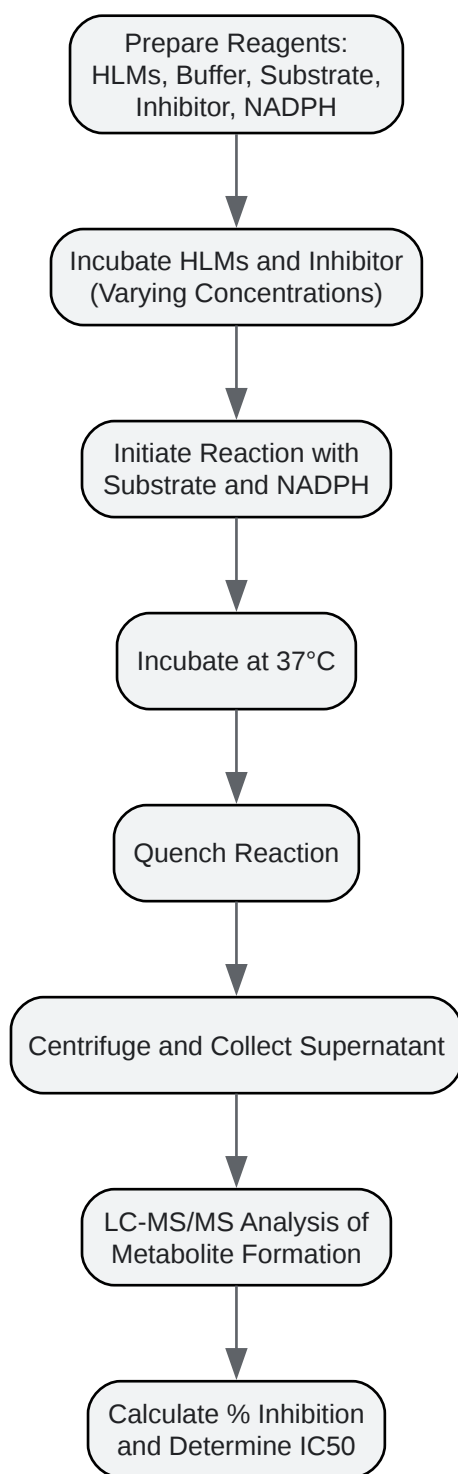 Prepare Reagents:
HLMs, Buffer, Substrate,
Inhibitor, NADPH
Incubate HLMs and Inhibitor
(Varying Concentrations)
Initiate Reaction with
Substrate and NADPH
Incubate at 37°C
Quench Reaction
Centrifuge and Collect Supernatant
LC-MS/MS Analysis of
Metabolite Formation
Calculate % Inhibition
and Determine IC50